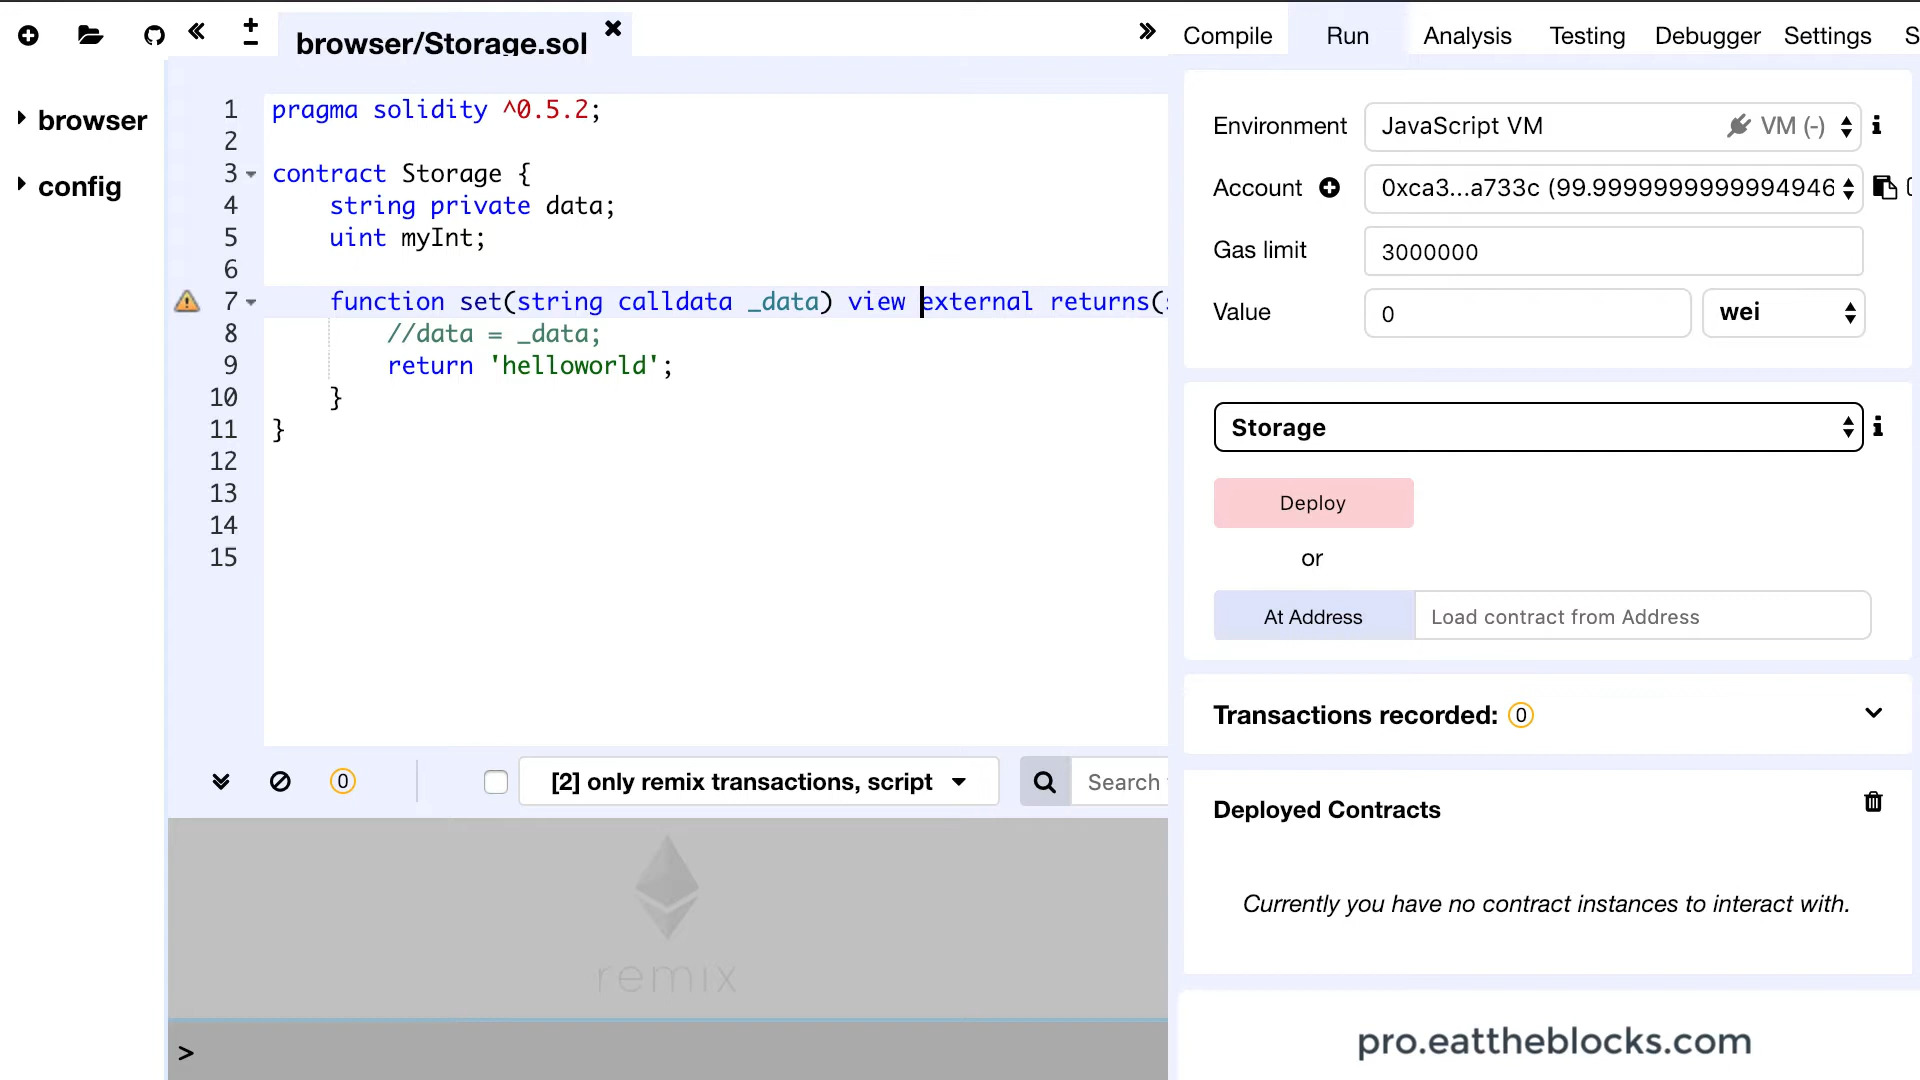 browser/Storage.sol
Compile Run Analysis Testing Debugger Settings S
browser
config
1 pragma solidity ^0.5.2;
2
3 contract Storage {
4 string private data;
5 uint myInt;
6
7 function set(string calldata _data) view external returns(s
8 //data = _data;
9 return 'helloworld';
10 }
11 }
12
13
14
15
0
[2] only remix transactions, script
Search
remix
>
Environment JavaScript VM VM (-)
Account 0xca3...a733c (99.9999999999994946
Gas limit 3000000
Value 0 wei
Storage
Deploy
or
At Address Load contract from Address
Transactions recorded: 0
Deployed Contracts
Currently you have no contract instances to interact with.
pro.eattheblocks.com